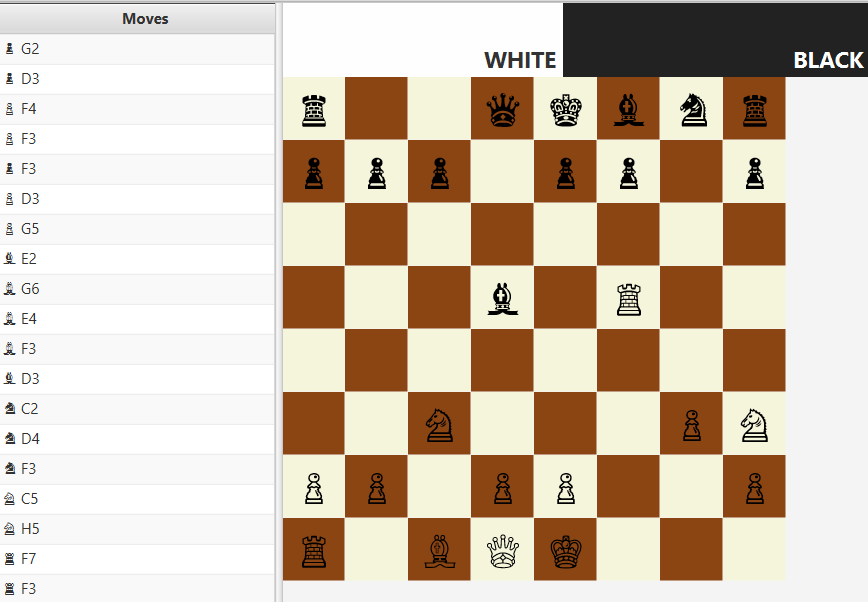 Moves
WHITE
BLACK
♟ G2
♟ D3
♙ F4
♙ F3
♟ F3
♙ D3
♙ G5
♝ E2
♗ G6
♗ E4
♗ F3
♝ D3
♞ C2
♞ D4
♞ F3
♘ C5
♘ H5
♜ F7
♜ F3